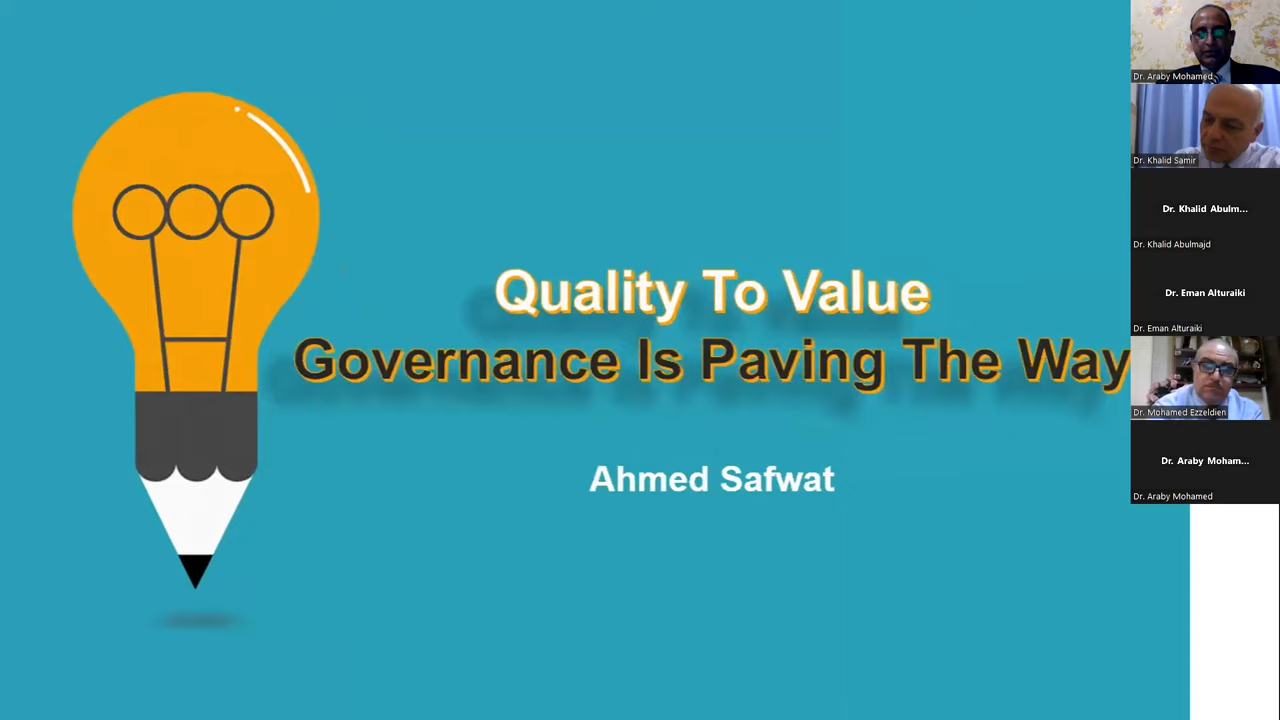 Quality To Value
Governance Is Paving The Way
Ahmed Safwat
Dr. Araby Mohamed
Dr. Khalid Samir
Dr. Khalid Abulm...
Dr. Khalid Abulmajd
Dr. Eman Alturaiki
Dr. Eman Alturaiki
Dr. Mohamed Ezzeldien
Dr. Araby Moham...
Dr. Araby Mohamed